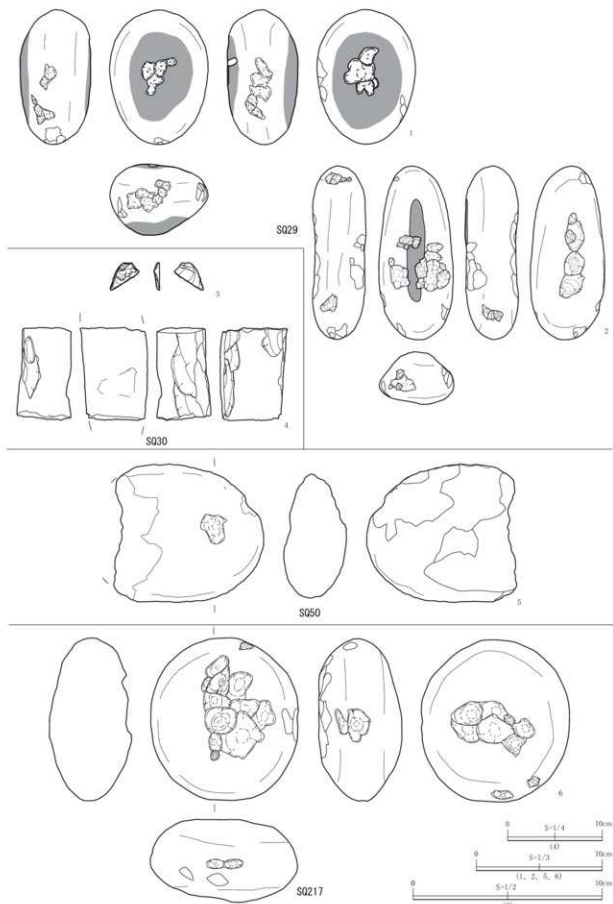 1
SQ29
2
3
4
SQ30
SQ50
5
6
SQ217
0 S=1/4 10cm
(4)
0 S=1/3 10cm
(1, 2, 5, 6)
0 S=1/2 10cm